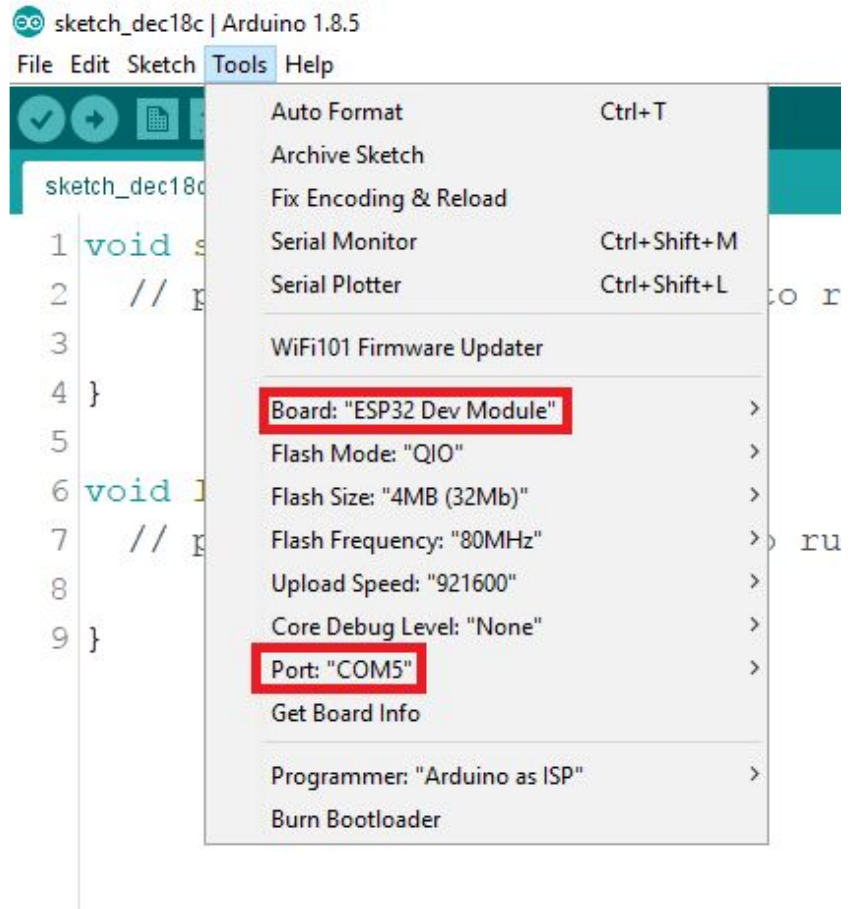 sketch_dec18c | Arduino 1.8.5
File Edit Sketch Tools Help
sketch_dec18c
Auto Format Ctrl+T
Archive Sketch
Fix Encoding & Reload
Serial Monitor Ctrl+Shift+M
Serial Plotter Ctrl+Shift+L
WiFi101 Firmware Updater
Board: "ESP32 Dev Module"
Flash Mode: "QIO"
Flash Size: "4MB (32Mb)"
Flash Frequency: "80MHz"
Upload Speed: "921600"
Core Debug Level: "None"
Port: "COM5"
Get Board Info
Programmer: "Arduino as ISP"
Burn Bootloader
1 void
2 //
3
4 }
5
6 void
7 //
8
9 }